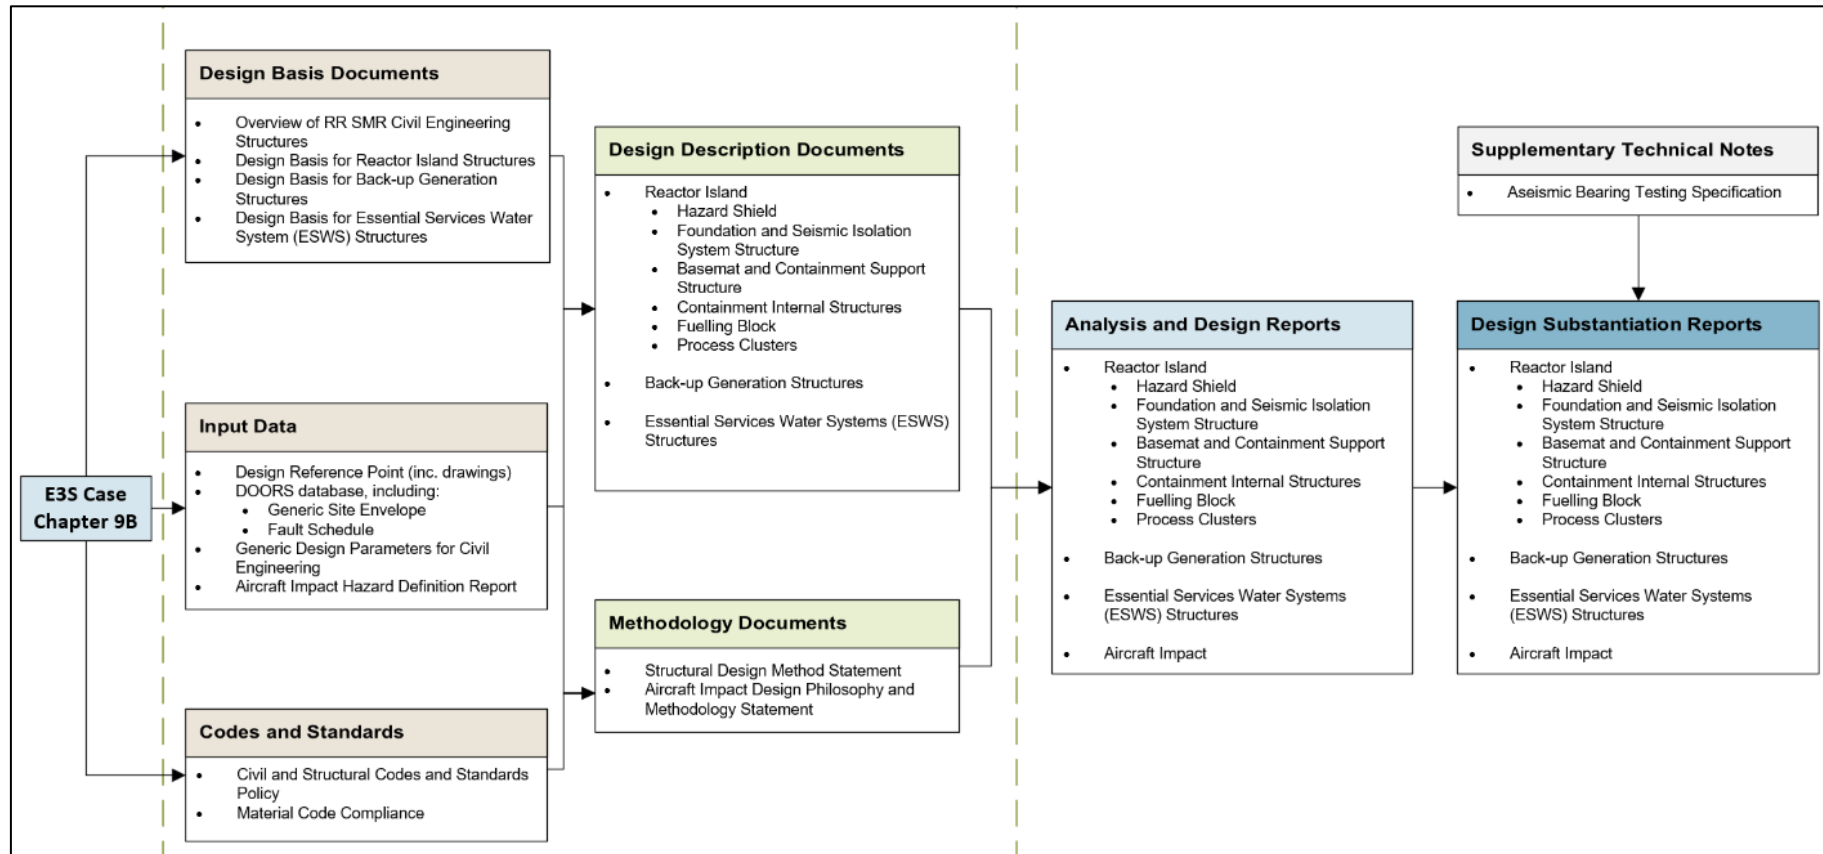 E3S Case
Chapter 9B
Design Basis Documents
• Overview of RR SMR Civil Engineering
Structures
• Design Basis for Reactor Island Structures
• Design Basis for Back-up Generation
Structures
• Design Basis for Essential Services Water
System (ESWS) Structures
Input Data
• Design Reference Point (inc. drawings)
• DOORS database, including:
• Generic Site Envelope
• Fault Schedule
• Generic Design Parameters for Civil
Engineering
• Aircraft Impact Hazard Definition Report
Codes and Standards
• Civil and Structural Codes and Standards
Policy
• Material Code Compliance
Design Description Documents
• Reactor Island
• Hazard Shield
• Foundation and Seismic Isolation
System Structure
• Basemat and Containment Support
Structure
• Containment Internal Structures
• Fuelling Block
• Process Clusters
• Back-up Generation Structures
• Essential Services Water Systems (ESWS)
Structures
Methodology Documents
• Structural Design Method Statement
• Aircraft Impact Design Philosophy and
Methodology Statement
Analysis and Design Reports
• Reactor Island
• Hazard Shield
• Foundation and Seismic Isolation
System Structure
• Basemat and Containment Support
Structure
• Containment Internal Structures
• Fuelling Block
• Process Clusters
• Back-up Generation Structures
• Essential Services Water Systems
(ESWS) Structures
• Aircraft Impact
Supplementary Technical Notes
• Aseismic Bearing Testing Specification
Design Substantiation Reports
• Reactor Island
• Hazard Shield
• Foundation and Seismic Isolation
System Structure
• Basemat and Containment Support
Structure
• Containment Internal Structures
• Fuelling Block
• Process Clusters
• Back-up Generation Structures
• Essential Services Water Systems
(ESWS) Structures
• Aircraft Impact